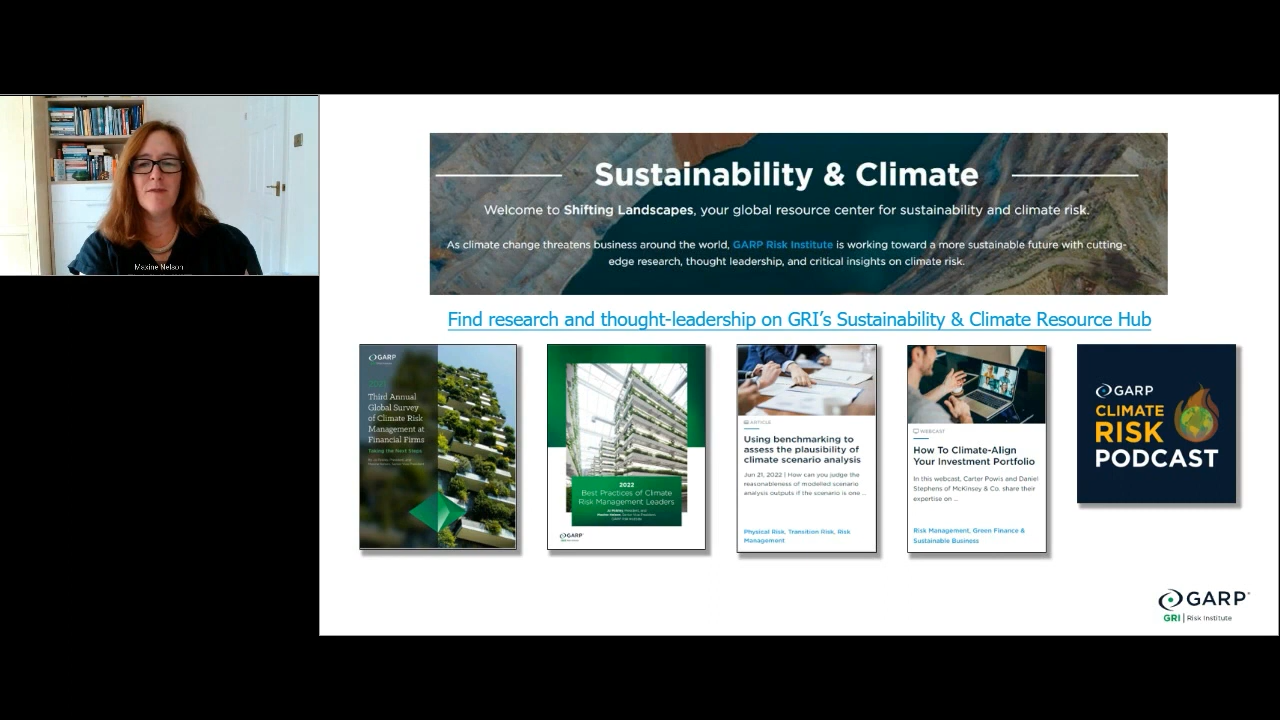 Maxine Nelson
Sustainability & Climate
Welcome to Shifting Landscapes, your global resource center for sustainability and climate risk.
As climate change threatens business around the world, GARP Risk Institute is working toward a more sustainable future with cutting-
edge research, thought leadership, and critical insights on climate risk.
Find research and thought-leadership on GRI's Sustainability & Climate Resource Hub
GARP
2021
Third Annual
Global Survey
of Climate Risk
Management at
Financial Firms
Taking the Next Steps
2022
Best Practices of Climate
Risk Management Leaders
GARP
ARTICLE
Using benchmarking to
assess the plausibility of
climate scenario analysis
Jun 21, 2022 | How can you judge the
reasonableness of modelled scenario
analysis outputs if the scenario is one ...
Physical Risk, Transition Risk, Risk
Management
WEBCAST
How To Climate-Align
Your Investment Portfolio
In this webcast, Carter Powis and Daniel
Stephens of McKinsey & Co. share their
expertise on ...
Risk Management, Green Finance &
Sustainable Business
GARP
CLIMATE
RISK
PODCAST
GARP
GRI | Risk Institute